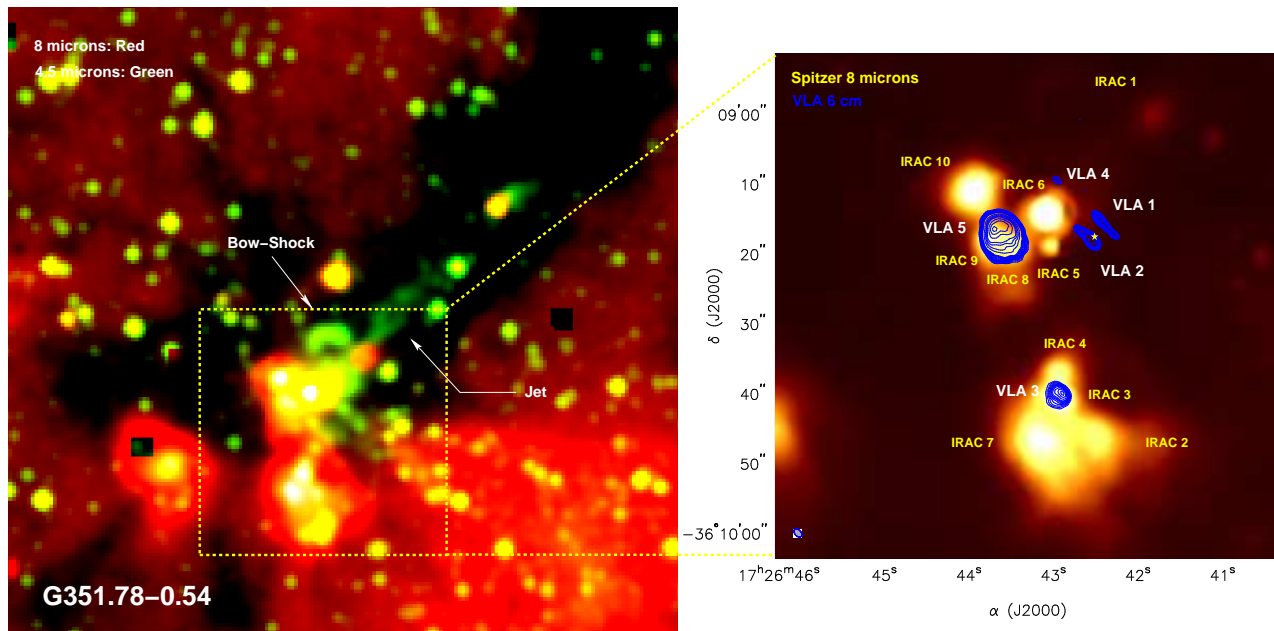 8 microns: Red
4.5 microns: Green
Bow−Shock
Jet
G351.78−0.54
Spitzer 8 microns
VLA 6 cm
IRAC 1
IRAC 10
VLA 4
IRAC 6
VLA 1
VLA 5
IRAC 9
IRAC 8
IRAC 5
VLA 2
IRAC 4
VLA 3
IRAC 3
IRAC 7
IRAC 2
09'00"
10"
20"
30"
40"
50"
−36°10'00"
δ (J2000)
17ʰ26ᵐ46ˢ
45ˢ
44ˢ
43ˢ
42ˢ
41ˢ
α (J2000)